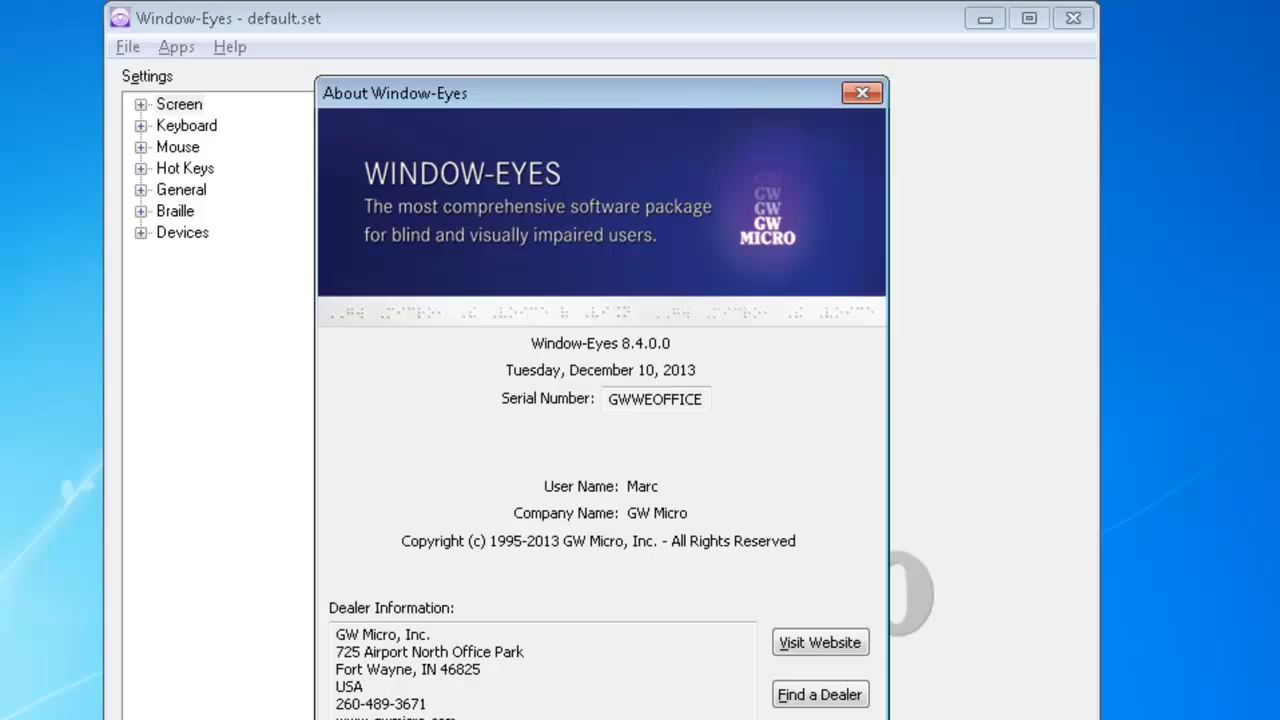 Window-Eyes - default.set
File Apps Help
Settings
Screen
Keyboard
Mouse
Hot Keys
General
Braille
Devices
About Window-Eyes
WINDOW-EYES
The most comprehensive software package
for blind and visually impaired users.
GW
GW
GW
GW
MICRO
Window-Eyes 8.4.0.0
Tuesday, December 10, 2013
Serial Number: GWWEOFFICE
User Name: Marc
Company Name: GW Micro
Copyright (c) 1995-2013 GW Micro, Inc. - All Rights Reserved
Dealer Information:
GW Micro, Inc.
725 Airport North Office Park
Fort Wayne, IN 46825
USA
260-489-3671
www.gwmicro.com
Visit Website
Find a Dealer